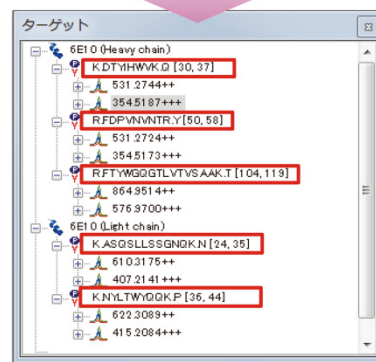 ターゲット
6E10 (Heavy chain)
K.DTYIHWVK.Q [30, 37]
531.2744++
354.5187+++
R.FDPVNVNTR.Y [50, 58]
531.2724++
354.5173+++
R.FTYWGQGTLVTVSAAK.T [104, 119]
864.9514++
576.9700+++
6E10 (Light chain)
K.ASQSLLSSGNQK.N [24, 35]
610.3175++
407.2141+++
K.NYLTWYQQK.P [36, 44]
622.3089++
415.2084+++